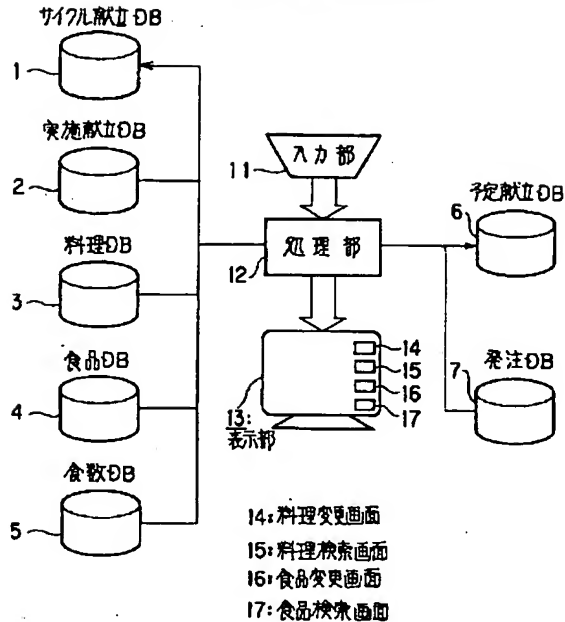 サイクル献立DB
1
実施献立DB
2
料理DB
3
食品DB
4
食数DB
5
入力部
11
処理部
12
14
15
16
17
13:
表示部
予定献立DB
6
発注DB
7
14:料理変更画面
15:料理検索画面
16:食品変更画面
17:食品検索画面